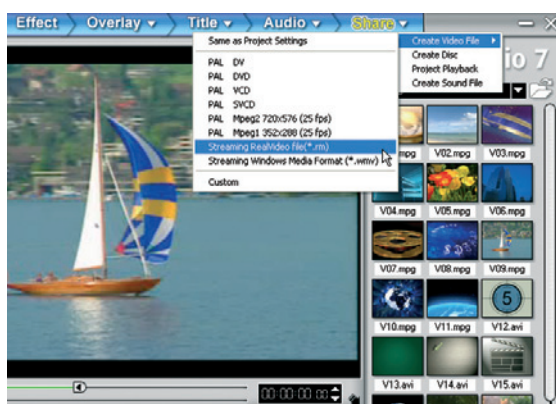 Effect Overlay Title Audio Share
Same as Project Settings
PAL DV
PAL DVD
PAL VCD
PAL SVCD
PAL Mpeg2 720x576 (25 fps)
PAL Mpeg1 352x288 (25 fps)
Streaming RealVideo file(*.rm)
Streaming Windows Media Format (*.wmv)
Custom
Create Video File
Create Disc
Project Playback
Create Sound File
io 7
mpg V02.mpg V03.mpg
V04.mpg V05.mpg V06.mpg
V07.mpg V08.mpg V09.mpg
5
V10.mpg V11.mpg V12.avi
V13.avi V14.avi V15.avi
00:00:00:00